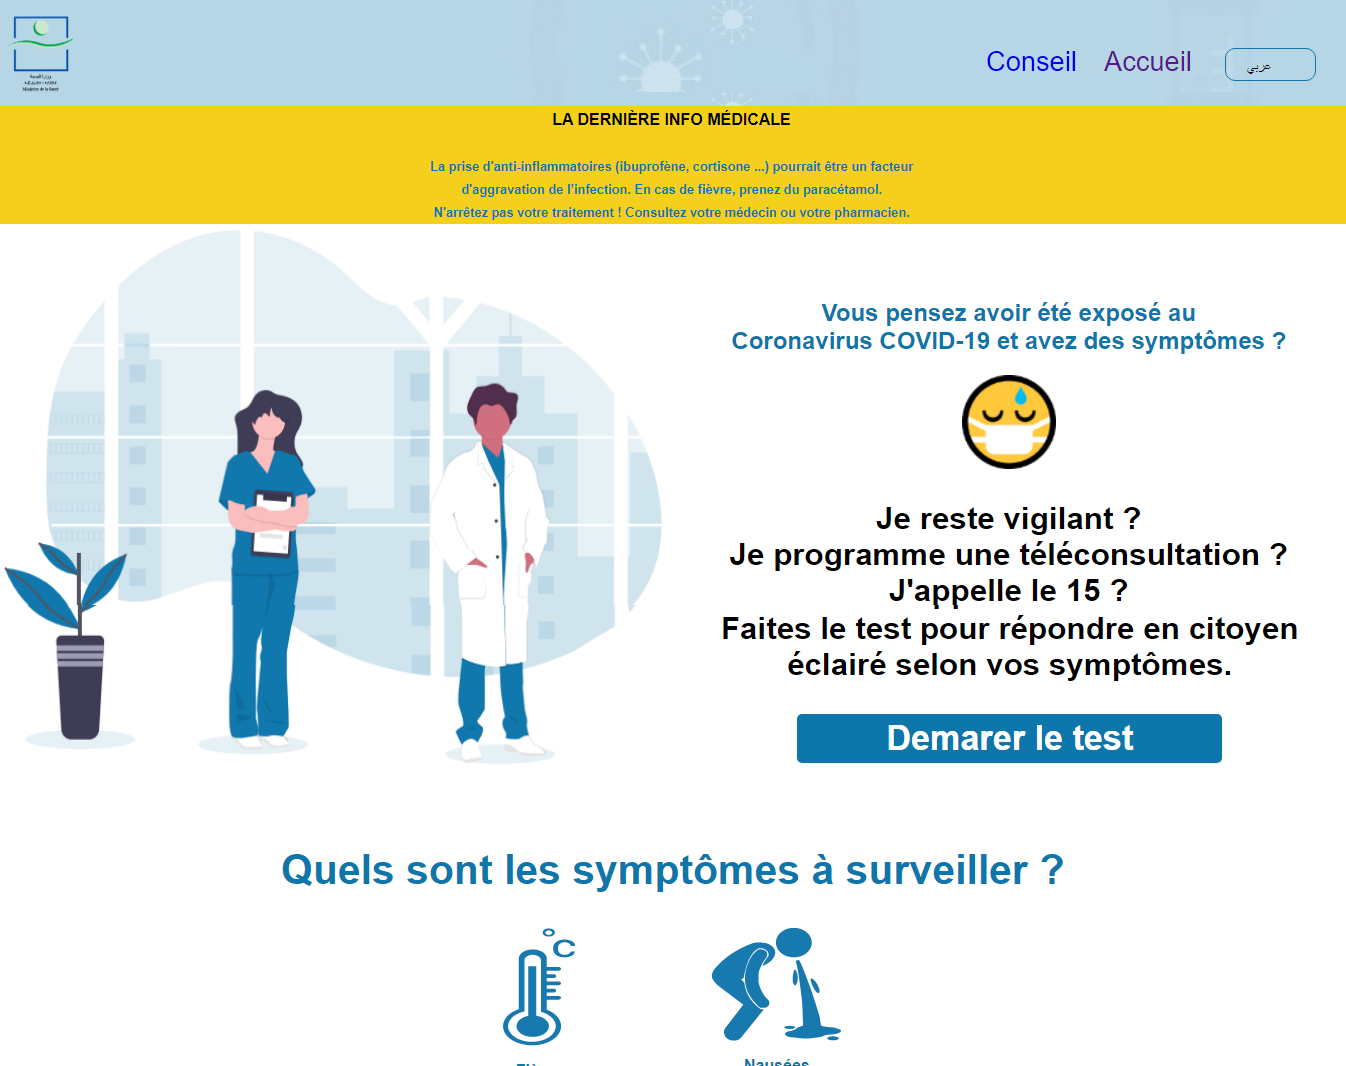 وزارة الصحة
Ministère de la Santé
Conseil
Accueil
عربي
LA DERNIÈRE INFO MÉDICALE
La prise d'anti-inflammatoires (ibuprofène, cortisone ...) pourrait être un facteur
d'aggravation de l'infection. En cas de fièvre, prenez du paracétamol.
N'arrêtez pas votre traitement ! Consultez votre médecin ou votre pharmacien.
Vous pensez avoir été exposé au
Coronavirus COVID-19 et avez des symptômes ?
Je reste vigilant ?
Je programme une téléconsultation ?
J'appelle le 15 ?
Faites le test pour répondre en citoyen
éclairé selon vos symptômes.
Demarer le test
Quels sont les symptômes à surveiller ?
°C
Nausées